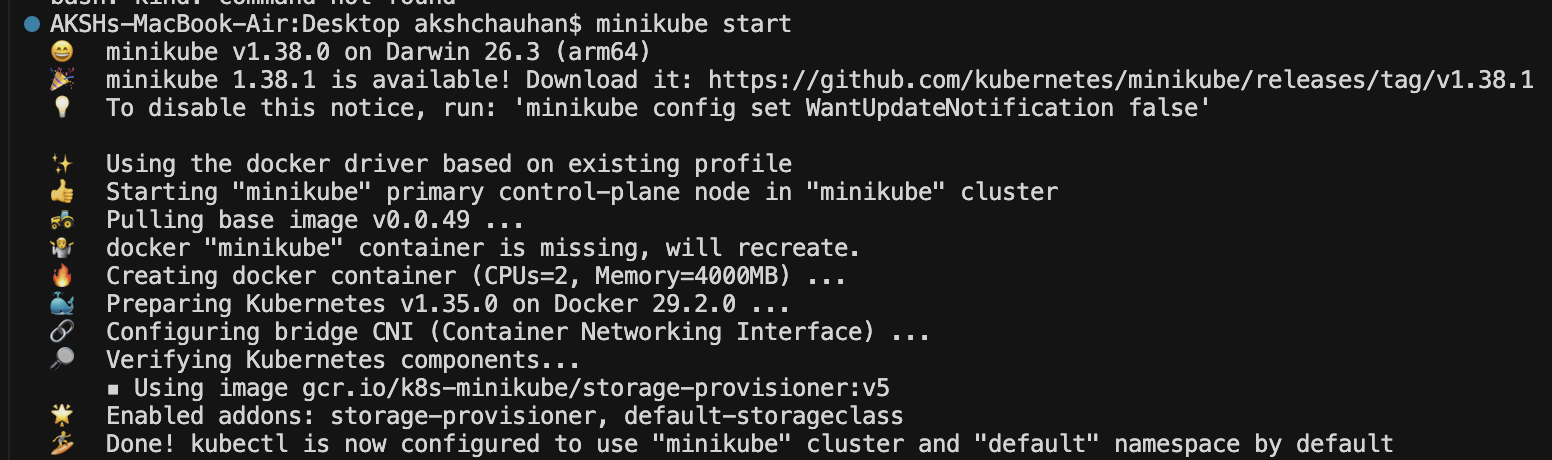 bash: kind: command not found
AKSHs-MacBook-Air:Desktop akshchauhan$ minikube start
😄 minikube v1.38.0 on Darwin 26.3 (arm64)
🎉 minikube 1.38.1 is available! Download it: https://github.com/kubernetes/minikube/releases/tag/v1.38.1
💡 To disable this notice, run: 'minikube config set WantUpdateNotification false'
✨ Using the docker driver based on existing profile
👍 Starting "minikube" primary control-plane node in "minikube" cluster
🚜 Pulling base image v0.0.49 ...
🤷 docker "minikube" container is missing, will recreate.
🔥 Creating docker container (CPUs=2, Memory=4000MB) ...
🐳 Preparing Kubernetes v1.35.0 on Docker 29.2.0 ...
🔗 Configuring bridge CNI (Container Networking Interface) ...
🔎 Verifying Kubernetes components...
▪ Using image gcr.io/k8s-minikube/storage-provisioner:v5
🌟 Enabled addons: storage-provisioner, default-storageclass
🏄 Done! kubectl is now configured to use "minikube" cluster and "default" namespace by default